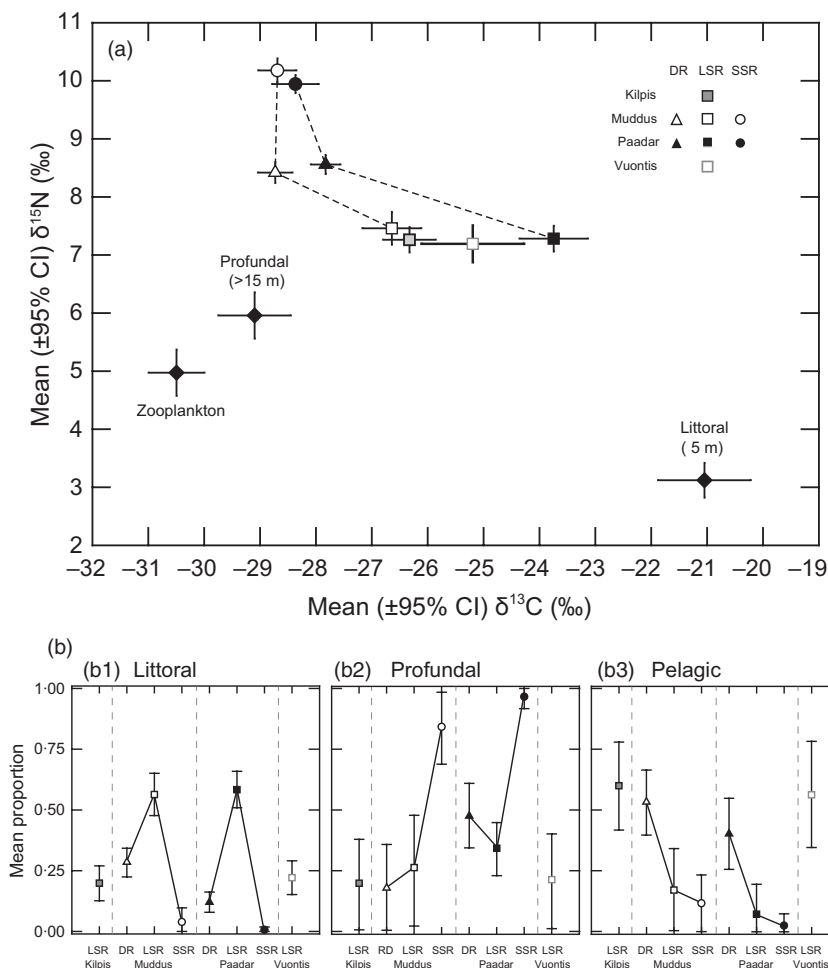 (a)
Mean (±95% CI) δ15N (‰)
11
10
9
8
7
6
5
4
3
2
DR LSR SSR
Kilpis
Muddus
Paadar
Vuontis
Profundal
(>15 m)
Zooplankton
Littoral
( 5 m)
–32 –31 –30 –29 –28 –27 –26 –25 –24 –23 –22 –21 –20 –19
Mean (±95% CI) δ13C (‰)
(b)
(b1) Littoral
(b2) Profundal
(b3) Pelagic
Mean proportion
1·00
0·75
0·50
0·25
0·00
LSR DR LSR SSR DR LSR SSR LSR
Kilpis Muddus Paadar Vuontis
LSR RD LSR SSR DR LSR SSR LSR
Kilpis Muddus Paadar Vuontis
LSR DR LSR SSR DR LSR SSR LSR
Kilpis Muddus Paadar Vuontis